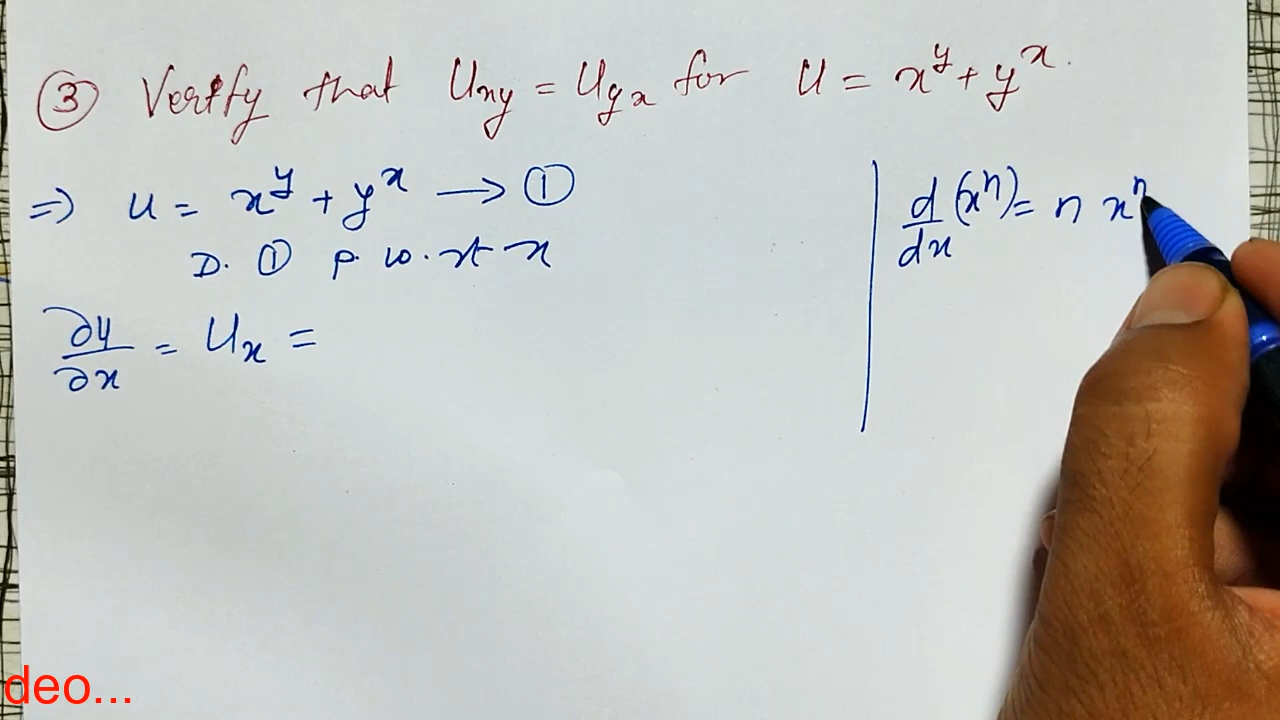 ③ Verify that Uxy = Uyx for U = x^y + y^x.
⇒ u = x^y + y^x → ①
D. ① p. w. r. t x
∂u/∂x = Ux =
d/dx (x^n) = n x^n
deo...